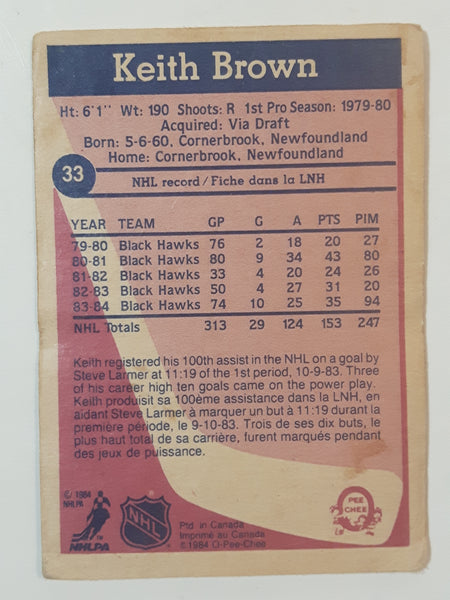 Keith Brown
Ht: 6'1" Wt: 190 Shoots: R 1st Pro Season: 1979-80
Acquired: Via Draft
Born: 5-6-60, Cornerbrook, Newfoundland
Home: Cornerbrook, Newfoundland
33
NHL record/Fiche dans la LNH
YEAR TEAM GP G A PTS PIM
79-80 Black Hawks 76 2 18 20 27
80-81 Black Hawks 80 9 34 43 80
81-82 Black Hawks 33 4 20 24 26
82-83 Black Hawks 50 4 27 31 20
83-84 Black Hawks 74 10 25 35 94
NHL Totals 313 29 124 153 247
Keith registered his 100th assist in the NHL on a goal by
Steve Larmer at 11:19 of the 1st period, 10-9-83. Three
of his career high ten goals came on the power play.
Keith produisit sa 100ème assistance dans la LNH, en
aidant Steve Larmer à marquer un but à 11:19 durant la
première période, le 9-10-83. Trois de ses dix buts, le
plus haut total de sa carrière, furent marqués pendant
des jeux de puissance.
© 1984
NHLPA
NHLPA
NHL
Ptd in Canada
Imprimé au Canada
©1984 O-Pee-Chee
O
PEE
CHEE